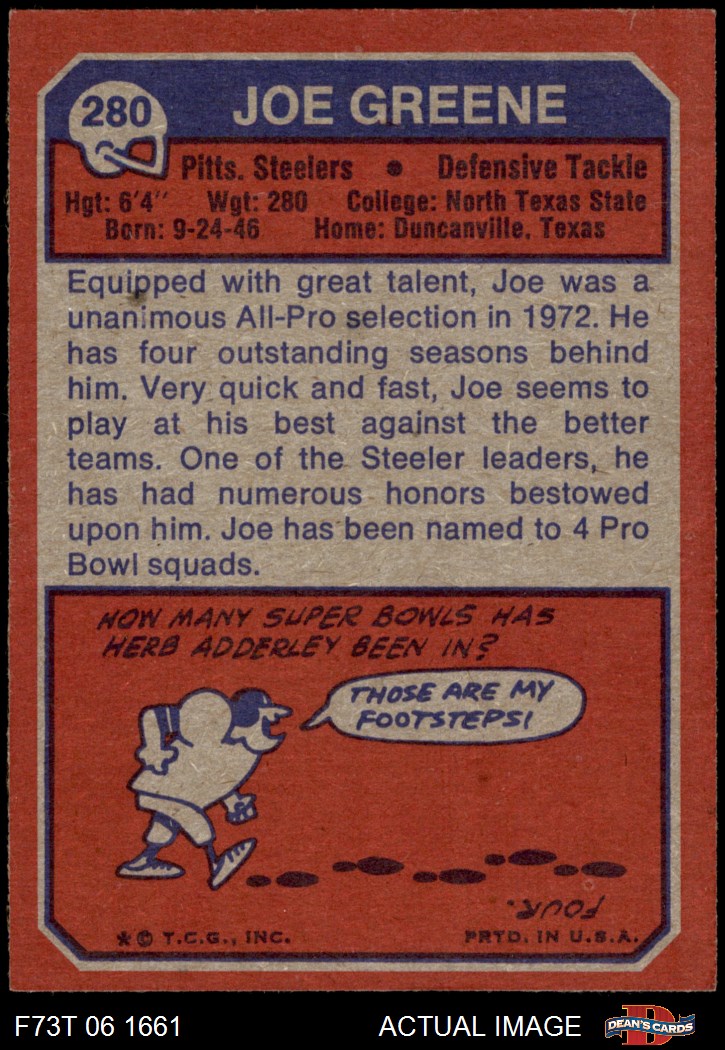 280
JOE GREENE
Pitts. Steelers • Defensive Tackle
Hgt: 6'4" Wgt: 280 College: North Texas State
Born: 9-24-46 Home: Duncanville, Texas
Equipped with great talent, Joe was a
unanimous All-Pro selection in 1972. He
has four outstanding seasons behind
him. Very quick and fast, Joe seems to
play at his best against the better
teams. One of the Steeler leaders, he
has had numerous honors bestowed
upon him. Joe has been named to 4 Pro
Bowl squads.
HOW MANY SUPER BOWLS HAS
HERB ADDERLEY BEEN IN?
THOSE ARE MY
FOOTSTEPS!
FOUR.
* © T.C.G., INC. PRTD. IN U.S.A.
F73T 06 1661 ACTUAL IMAGE DEAN'S CARDS